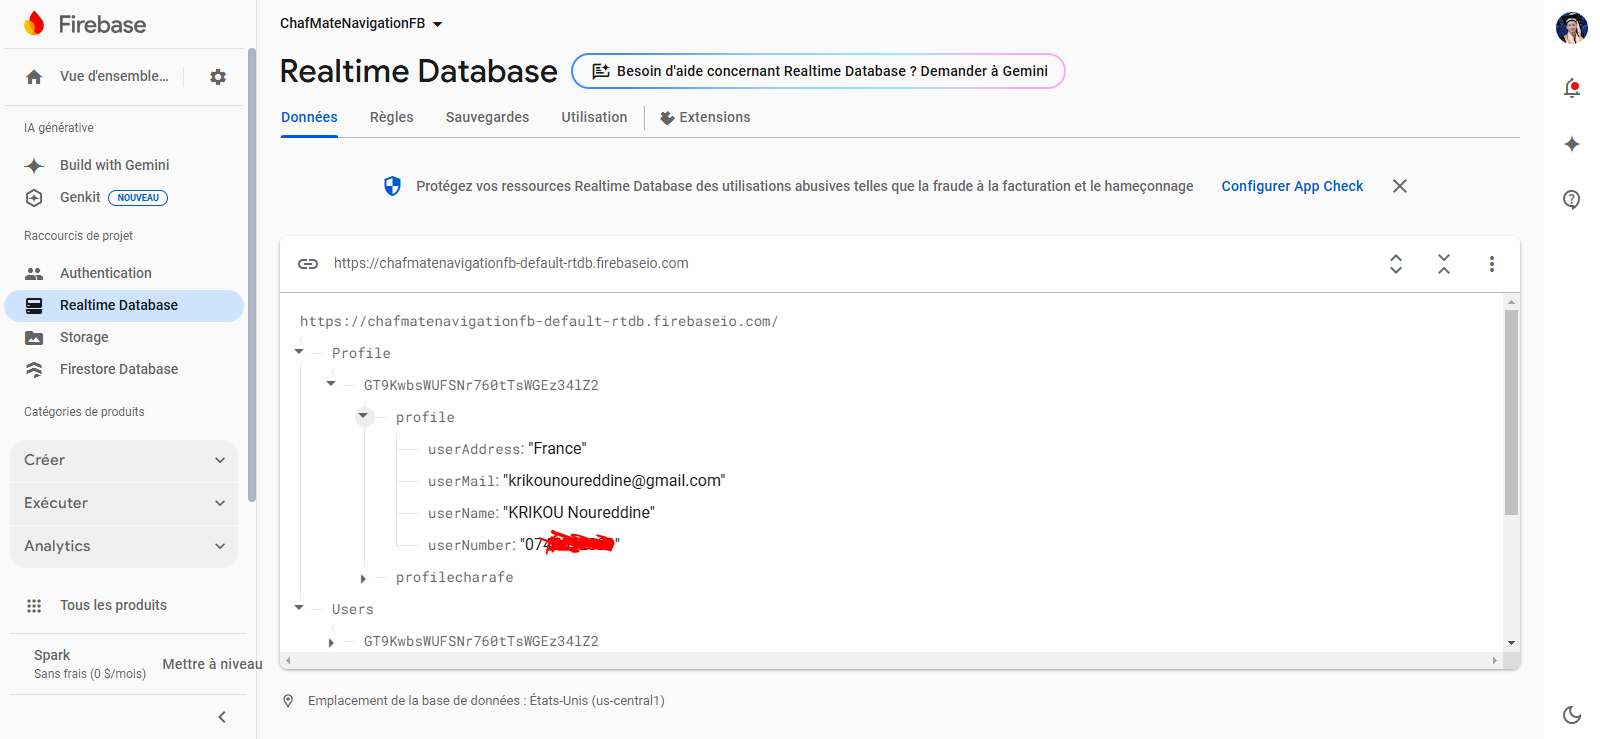 Firebase
Vue d'ensemble...
IA générative
Build with Gemini
Genkit NOUVEAU
Raccourcis de projet
Authentication
Realtime Database
Storage
Firestore Database
Catégories de produits
Créer
Exécuter
Analytics
Tous les produits
Spark
Sans frais (0 $/mois)
Mettre à niveau
ChafMateNavigationFB
Realtime Database
Besoin d'aide concernant Realtime Database ? Demander à Gemini
Données Règles Sauvegardes Utilisation Extensions
Protégez vos ressources Realtime Database des utilisations abusives telles que la fraude à la facturation et le hameçonnage Configurer App Check
https://chafmatenavigationfb-default-rtdb.firebaseio.com
https://chafmatenavigationfb-default-rtdb.firebaseio.com/
Profile
GT9KwbsWUFSNr760tTsWGEz34lZ2
profile
userAddress: "France"
userMail: "krikounoureddine@gmail.com"
userName: "KRIKOU Noureddine"
userNumber:
profilecharafe
Users
GT9KwbsWUFSNr760tTsWGEz34lZ2
Emplacement de la base de données : États-Unis (us-central1)